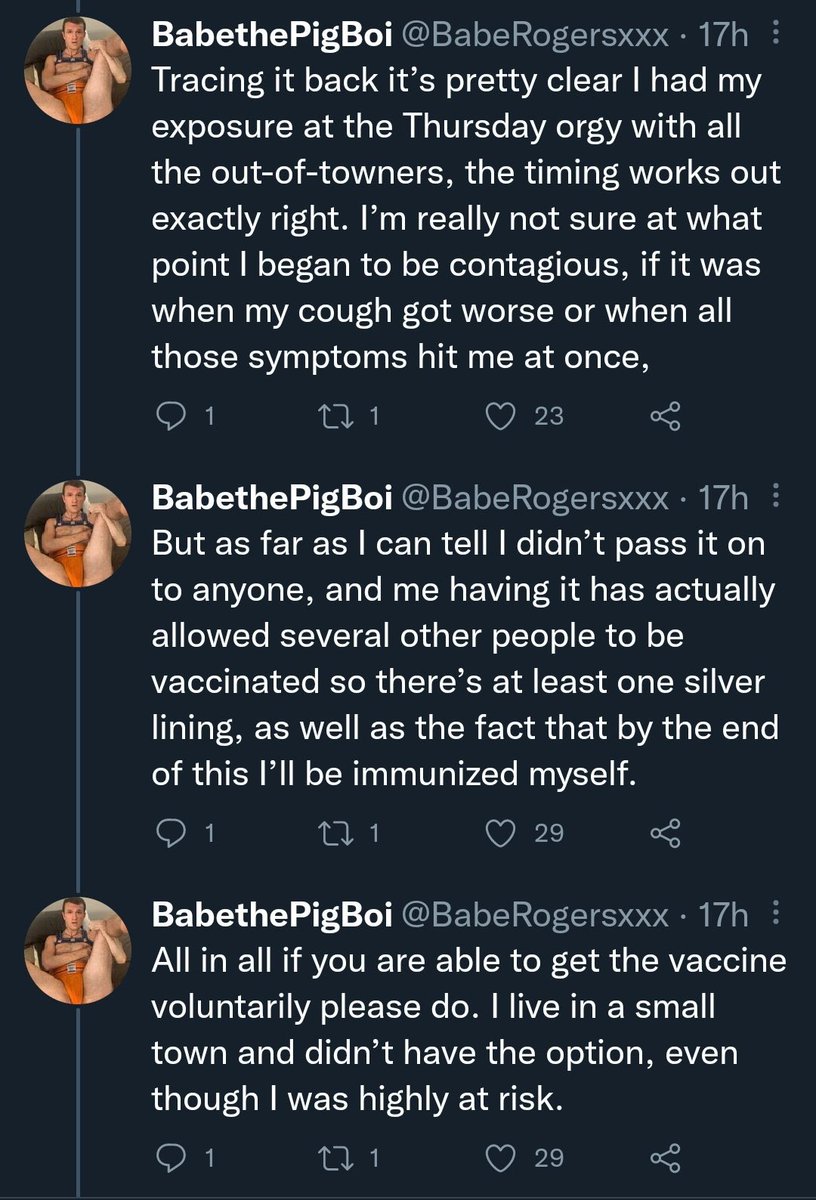 BabethePigBoi @BabeRogersxxx · 17h
Tracing it back it’s pretty clear I had my
exposure at the Thursday orgy with all
the out-of-towners, the timing works out
exactly right. I’m really not sure at what
point I began to be contagious, if it was
when my cough got worse or when all
those symptoms hit me at once,
1 1 23
BabethePigBoi @BabeRogersxxx · 17h
But as far as I can tell I didn’t pass it on
to anyone, and me having it has actually
allowed several other people to be
vaccinated so there’s at least one silver
lining, as well as the fact that by the end
of this I’ll be immunized myself.
1 1 29
BabethePigBoi @BabeRogersxxx · 17h
All in all if you are able to get the vaccine
voluntarily please do. I live in a small
town and didn’t have the option, even
though I was highly at risk.
1 1 29